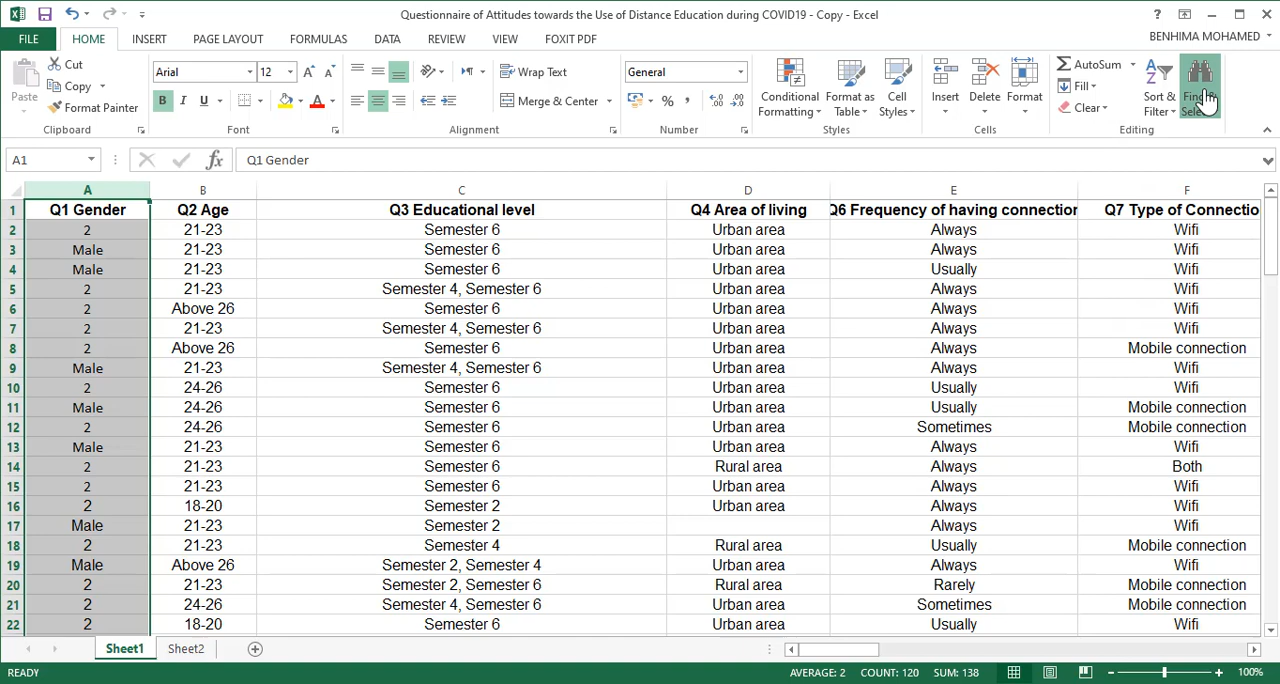 Questionnaire of Attitudes towards the Use of Distance Education during COVID19 - Copy - Excel
FILE HOME INSERT PAGE LAYOUT FORMULAS DATA REVIEW VIEW FOXIT PDF BENHIMA MOHAMED
Paste Cut Copy Format Painter
Arial 12
B I U
Wrap Text
Merge & Center
General
% ,
Conditional Formatting
Format as Table
Cell Styles
Insert Delete Format
AutoSum Fill Clear
Sort & Filter
Clipboard Font Alignment Number Styles Cells Editing
A1 fx Q1 Gender
A B C D E F
1 Q1 Gender Q2 Age Q3 Educational level Q4 Area of living Q6 Frequency of having connection Q7 Type of Connectio
2 2 21-23 Semester 6 Urban area Always Wifi
3 Male 21-23 Semester 6 Urban area Always Wifi
4 Male 21-23 Semester 6 Urban area Usually Wifi
5 2 21-23 Semester 4, Semester 6 Urban area Always Wifi
6 2 Above 26 Semester 6 Urban area Always Wifi
7 2 21-23 Semester 4, Semester 6 Urban area Always Wifi
8 2 Above 26 Semester 6 Urban area Always Mobile connection
9 Male 21-23 Semester 4, Semester 6 Urban area Always Wifi
10 2 24-26 Semester 6 Urban area Usually Wifi
11 Male 24-26 Semester 6 Urban area Usually Mobile connection
12 2 24-26 Semester 6 Urban area Sometimes Mobile connection
13 Male 21-23 Semester 6 Urban area Always Wifi
14 2 21-23 Semester 6 Rural area Always Both
15 2 21-23 Semester 6 Urban area Always Wifi
16 2 18-20 Semester 2 Urban area Always Wifi
17 Male 21-23 Semester 2 Always Wifi
18 2 21-23 Semester 4 Rural area Usually Mobile connection
19 Male Above 26 Semester 2, Semester 4 Urban area Always Wifi
20 2 21-23 Semester 2, Semester 6 Rural area Rarely Mobile connection
21 2 24-26 Semester 4, Semester 6 Urban area Sometimes Mobile connection
22 2 18-20 Semester 6 Urban area Usually Wifi
Sheet1 Sheet2
READY AVERAGE: 2 COUNT: 120 SUM: 138 100%